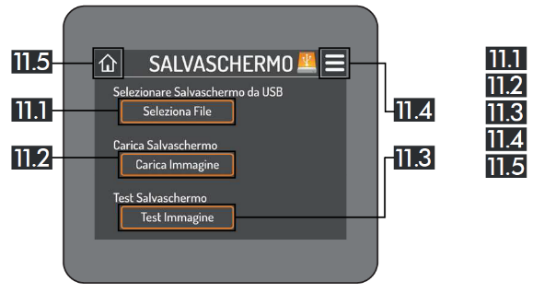 11.5
SALVASCHERMO
Selezionare Salvaschermo da USB
11.1
Seleziona File
11.4
Carica Salvaschermo
11.2
Carica Immagine
11.3
Test Salvaschermo
Test Immagine
11.1
11.2
11.3
11.4
11.5